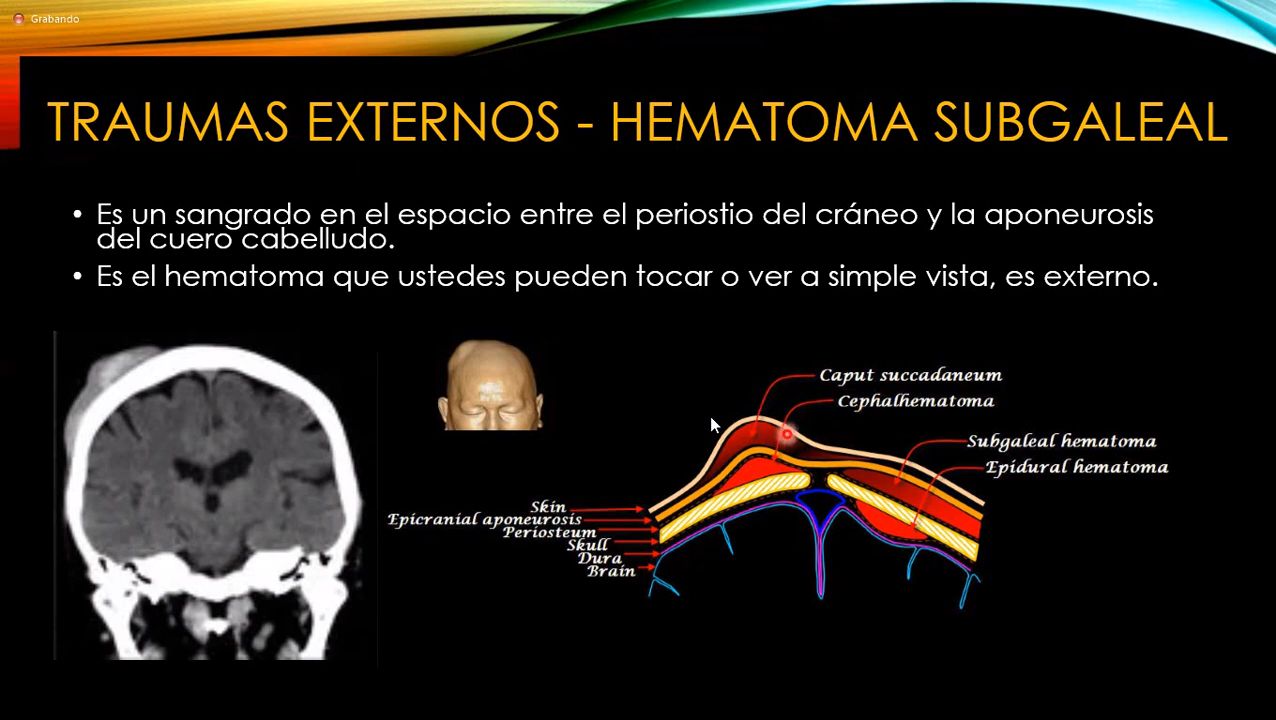 Grabando
TRAUMAS EXTERNOS - HEMATOMA SUBGALEAL
• Es un sangrado en el espacio entre el periostio del cráneo y la aponeurosis
del cuero cabelludo.
• Es el hematoma que ustedes pueden tocar o ver a simple vista, es externo.
Caput succadaneum
Cephalhematoma
Subgaleal hematoma
Epidural hematoma
Skin
Epicranial aponeurosis
Periosteum
Skull
Dura
Brain